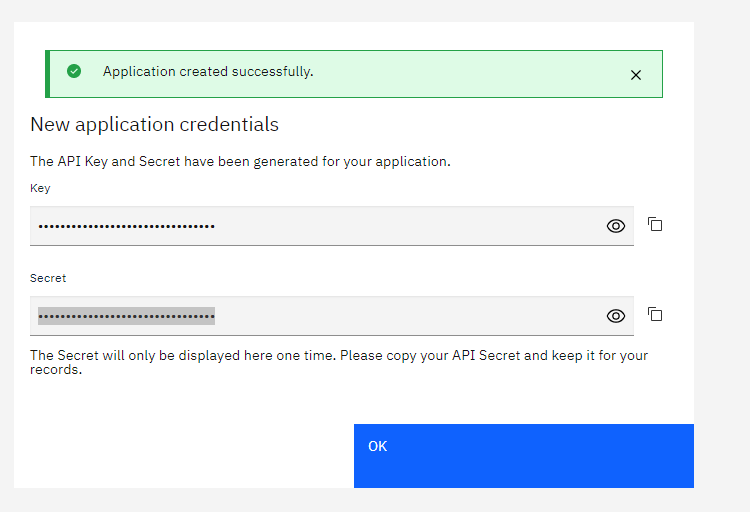 Application created successfully.
New application credentials
The API Key and Secret have been generated for your application.
Key
••••••••••••••••••••••••••••••••
Secret
••••••••••••••••••••••••••••••••
The Secret will only be displayed here one time. Please copy your API Secret and keep it for your
records.
OK